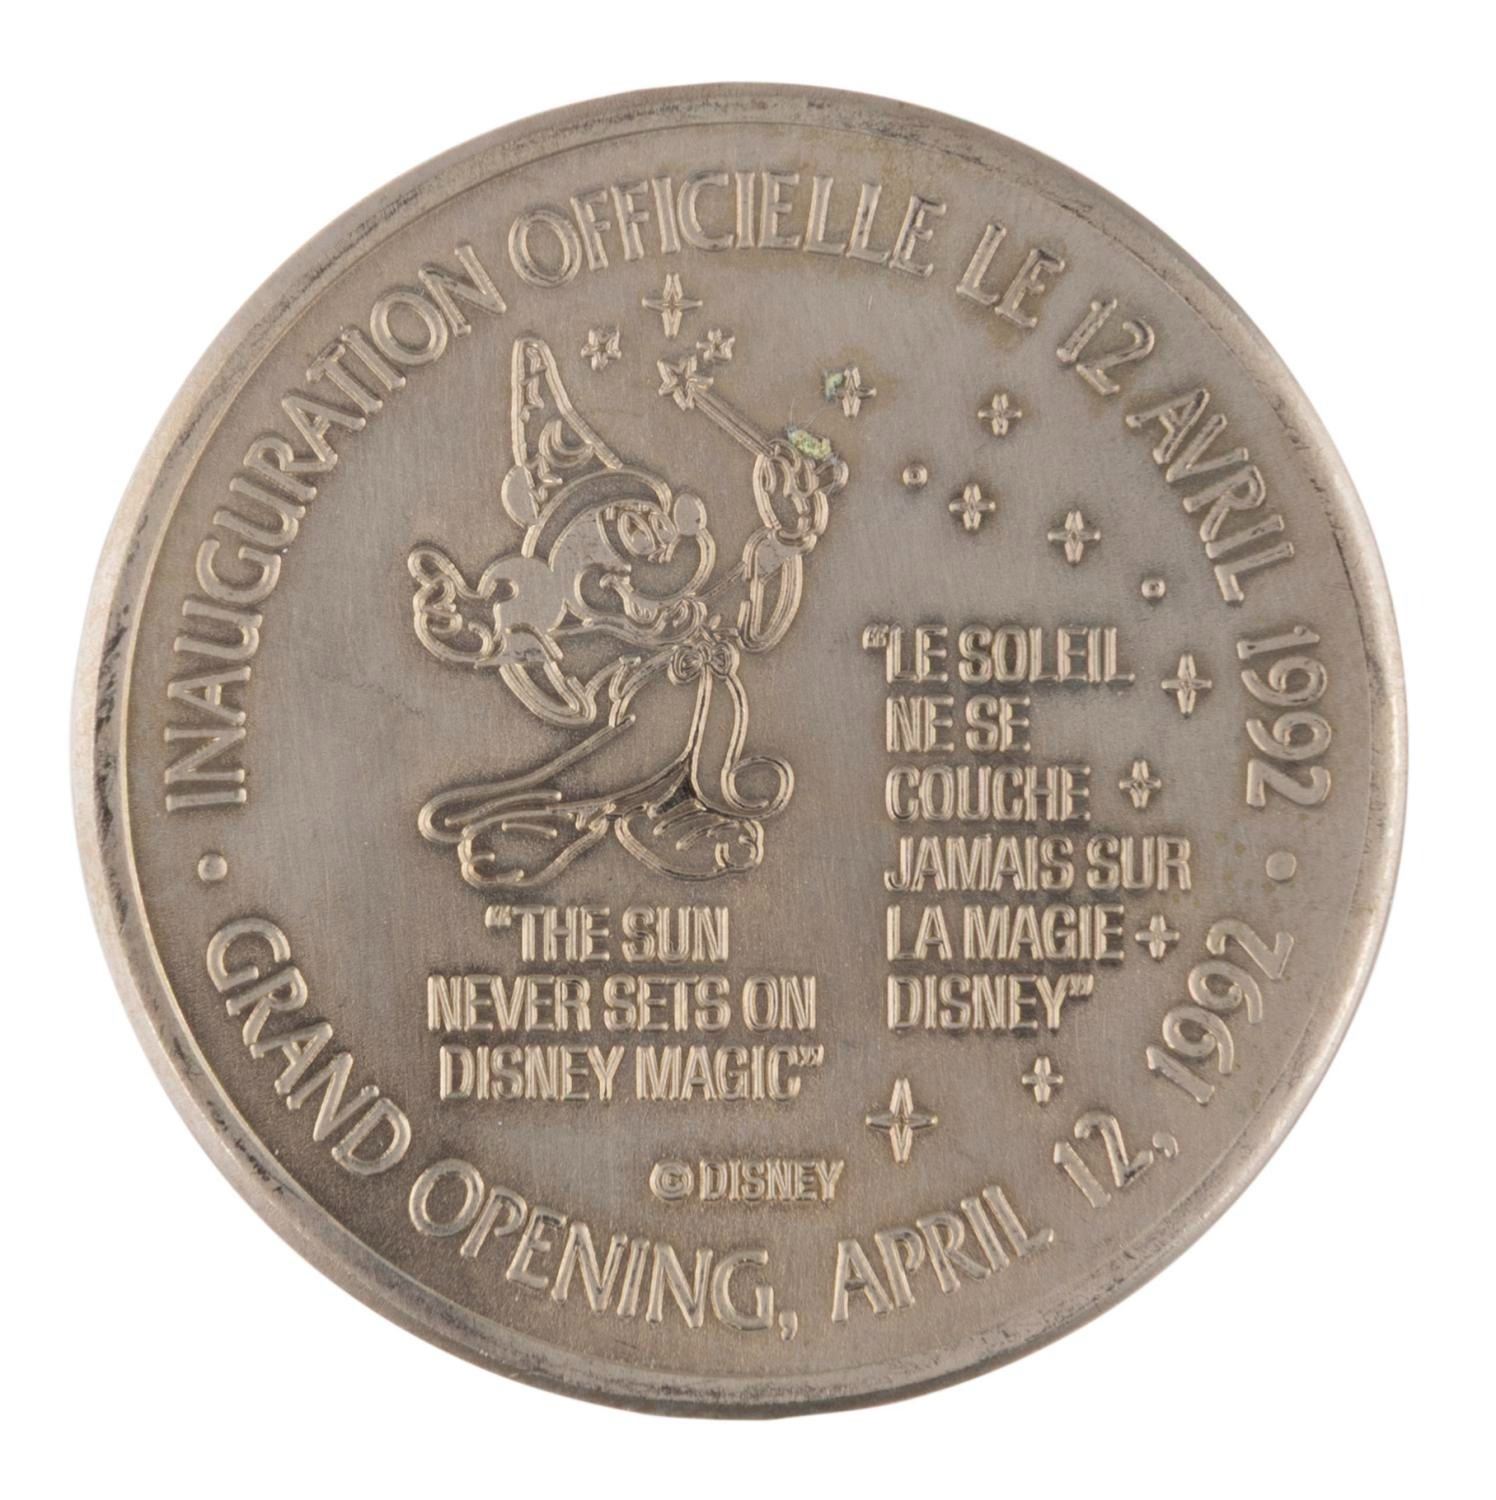 INAUGURATION OFFICIELLE LE 12 AVRIL 1992
"LE SOLEIL
NE SE
COUCHE
JAMAIS SUR
LA MAGIE
DISNEY"
"THE SUN
NEVER SETS ON
DISNEY MAGIC"
© DISNEY
GRAND OPENING, APRIL 12, 1992